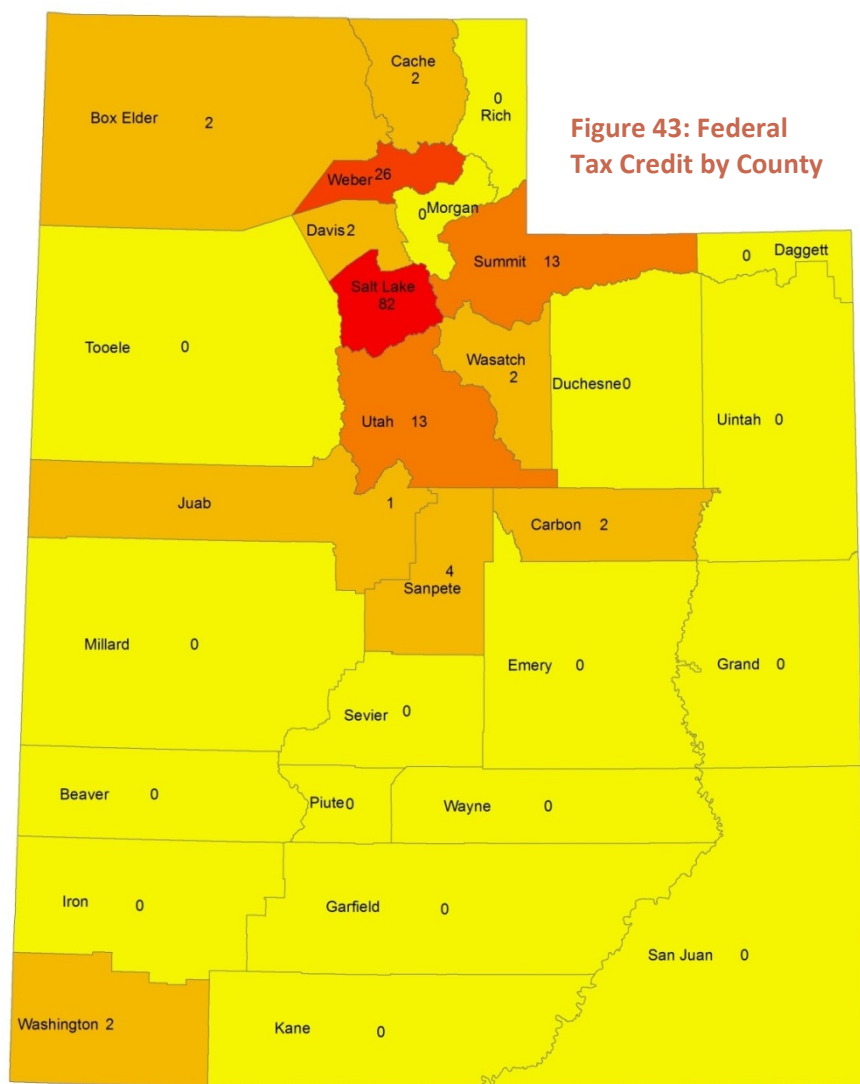 Figure 43: Federal
Tax Credit by County
Cache
2
0
Rich
Box Elder 2
Weber 26
0 Morgan
Davis 2
Summit 13
0 Daggett
Salt Lake
82
Tooele 0
Wasatch
2
Duchesne 0
Uintah 0
Utah 13
Juab 1
Carbon 2
4
Sanpete
Millard 0
Emery 0
Grand 0
Sevier 0
Beaver 0
Piute 0
Wayne 0
Iron 0
Garfield 0
San Juan 0
Washington 2
Kane 0